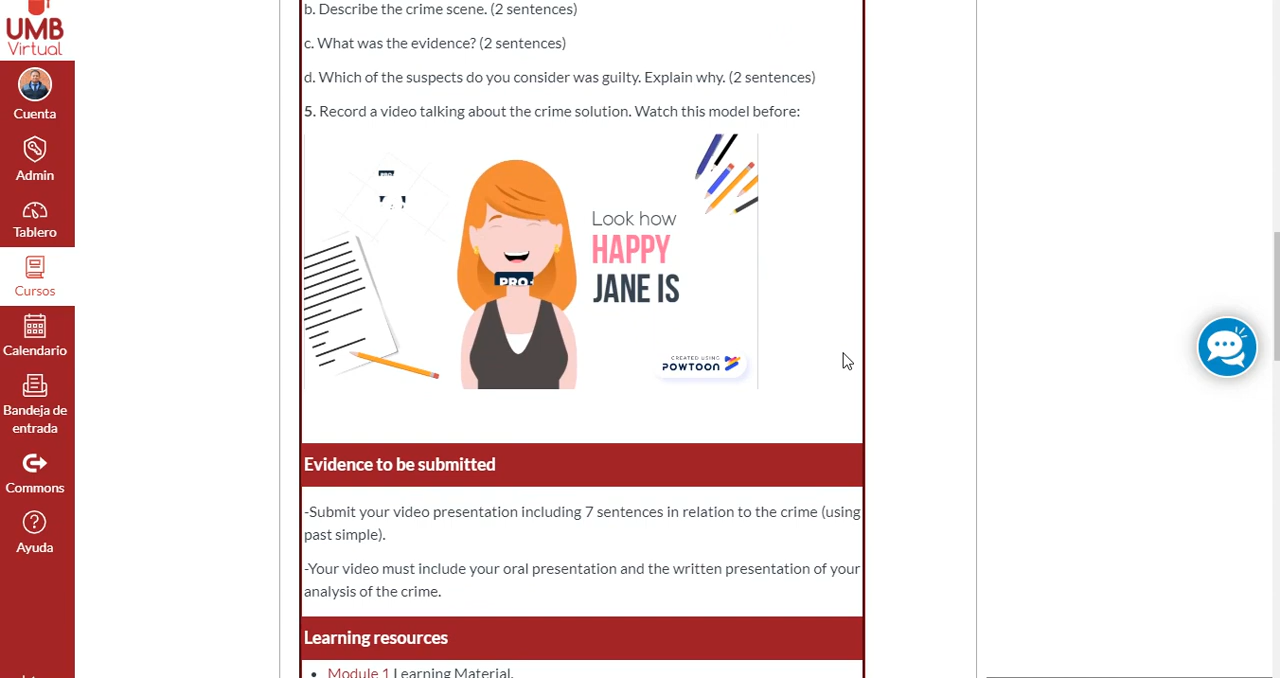 UMB
Virtual
Cuenta
Admin
Tablero
Cursos
Calendario
Bandeja de
entrada
Commons
Ayuda
b. Describe the crime scene. (2 sentences)
c. What was the evidence? (2 sentences)
d. Which of the suspects do you consider was guilty. Explain why. (2 sentences)
5. Record a video talking about the crime solution. Watch this model before:
PRO
Look how
HAPPY
JANE IS
PRO
CREATED USING
POWTOON
Evidence to be submitted
-Submit your video presentation including 7 sentences in relation to the crime (using
past simple).
-Your video must include your oral presentation and the written presentation of your
analysis of the crime.
Learning resources
• Module 1 Learning Material.